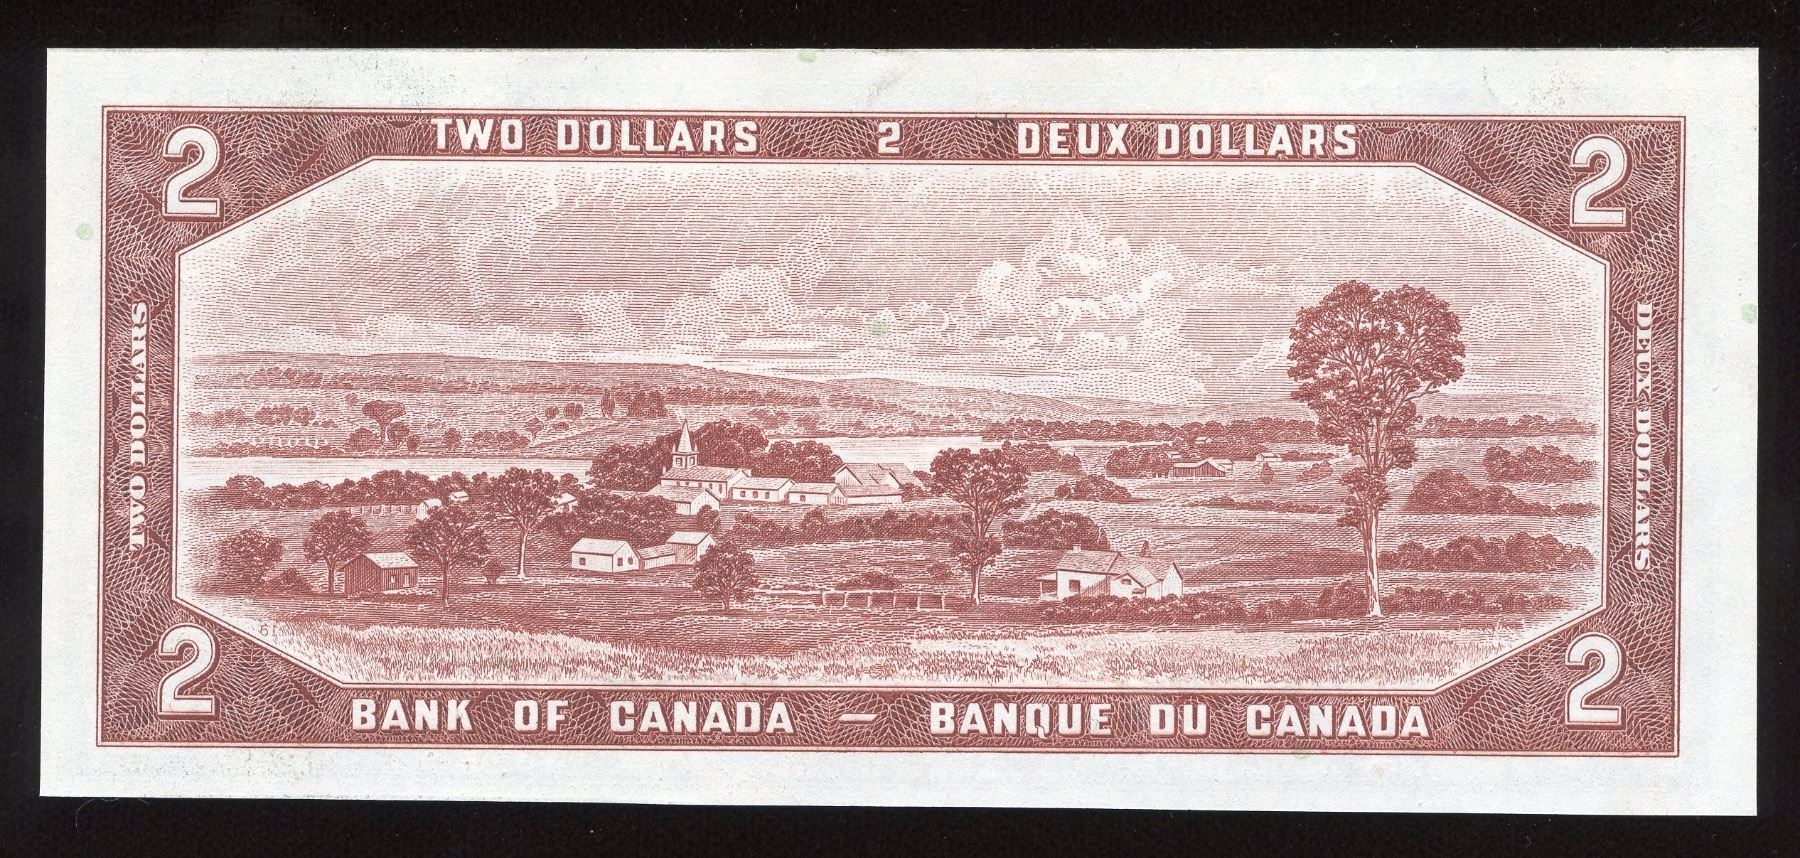 TWO DOLLARS 2 DEUX DOLLARS
2 2
TWO DOLLARS
DEUX DOLLARS
61
2 2
BANK OF CANADA – BANQUE DU CANADA